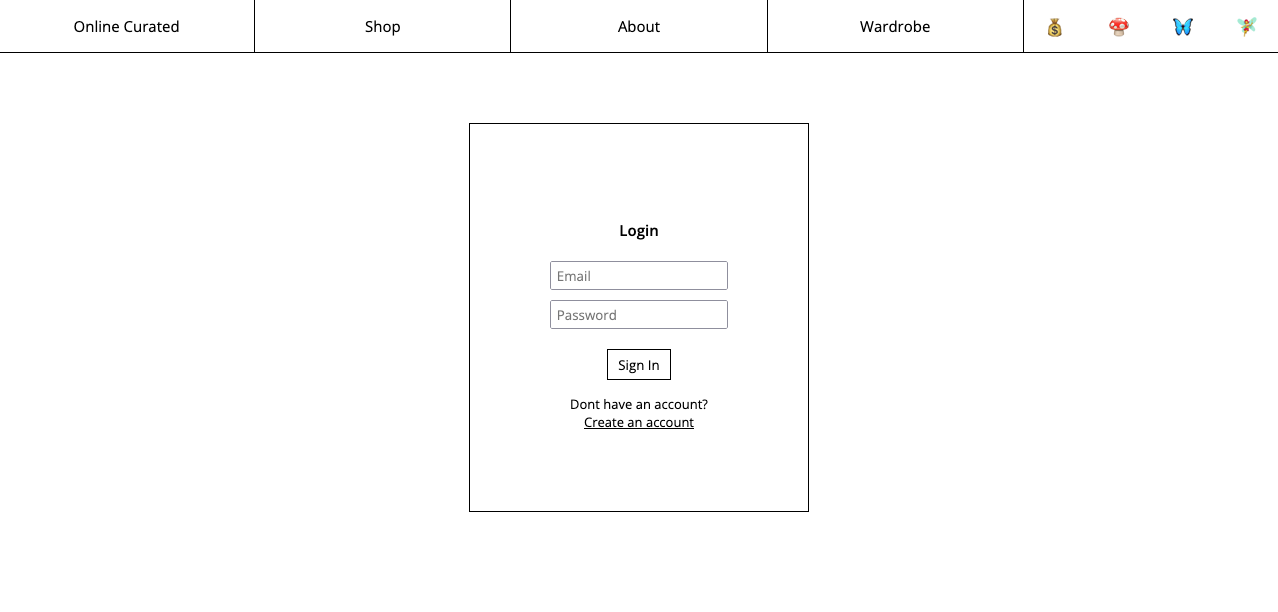 Online Curated
Shop
About
Wardrobe
Login
Email
Password
Sign In
Dont have an account?
Create an account